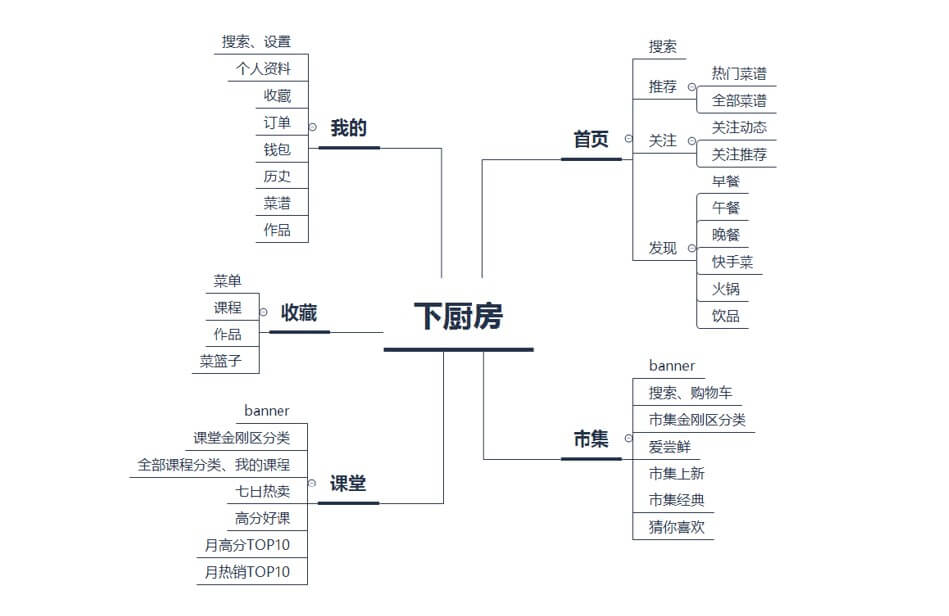 下厨房
首页
搜索
推荐
热门菜谱
全部菜谱
关注
关注动态
关注推荐
发现
早餐
午餐
晚餐
快手菜
火锅
饮品
市集
banner
搜索、购物车
市集金刚区分类
爱尝鲜
市集上新
市集经典
猜你喜欢
课堂
banner
课堂金刚区分类
全部课程分类、我的课程
七日热卖
高分好课
月高分TOP10
月热销TOP10
收藏
菜单
课程
作品
菜篮子
我的
搜索、设置
个人资料
收藏
订单
钱包
历史
菜谱
作品